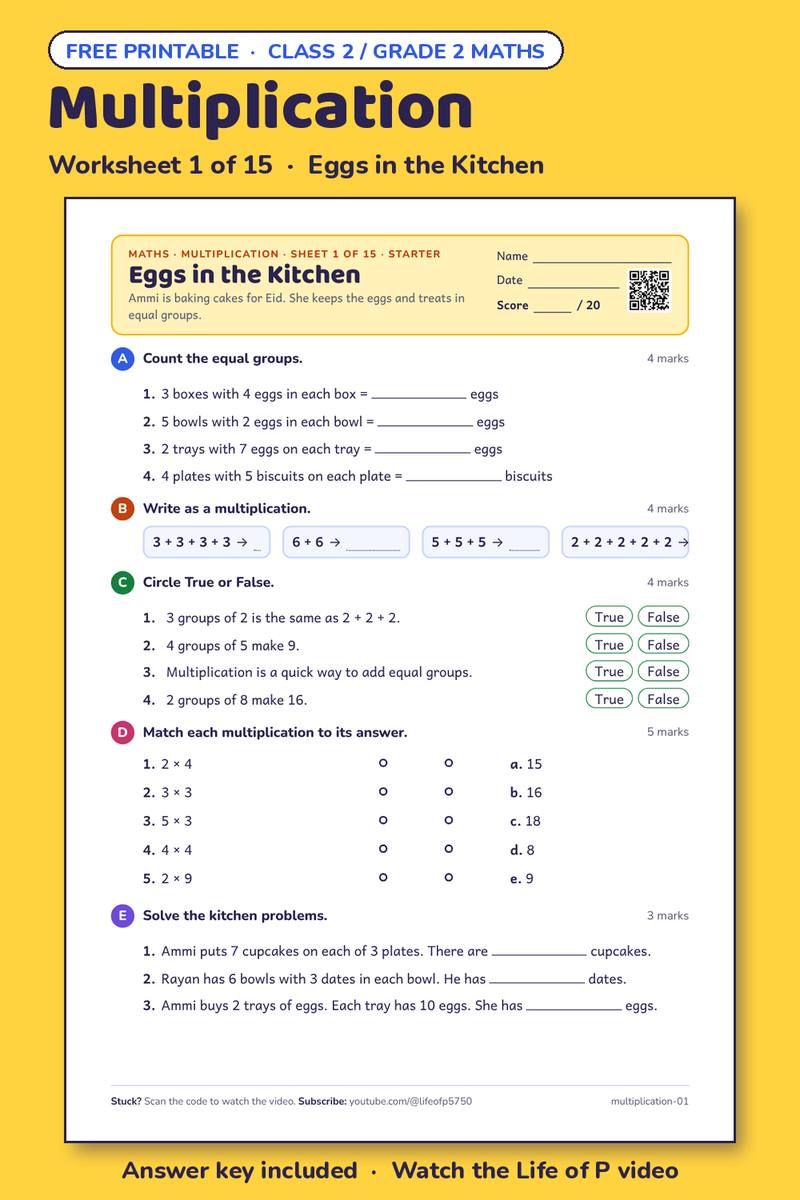 FREE PRINTABLE · CLASS 2 / GRADE 2 MATHS
Multiplication
Worksheet 1 of 15 · Eggs in the Kitchen
MATHS · MULTIPLICATION · SHEET 1 OF 15 · STARTER
Eggs in the Kitchen
Ammi is baking cakes for Eid. She keeps the eggs and treats in
equal groups.
Name ____________
Date ____________
Score ______ / 20
A Count the equal groups. 4 marks
1. 3 boxes with 4 eggs in each box = ____________ eggs
2. 5 bowls with 2 eggs in each bowl = ____________ eggs
3. 2 trays with 7 eggs on each tray = ____________ eggs
4. 4 plates with 5 biscuits on each plate = ____________ biscuits
B Write as a multiplication. 4 marks
3 + 3 + 3 + 3 → 6 + 6 → 5 + 5 + 5 → 2 + 2 + 2 + 2 + 2 →
C Circle True or False. 4 marks
1. 3 groups of 2 is the same as 2 + 2 + 2. True False
2. 4 groups of 5 make 9. True False
3. Multiplication is a quick way to add equal groups. True False
4. 2 groups of 8 make 16. True False
D Match each multiplication to its answer. 5 marks
1. 2 × 4 a. 15
2. 3 × 3 b. 16
3. 5 × 3 c. 18
4. 4 × 4 d. 8
5. 2 × 9 e. 9
E Solve the kitchen problems. 3 marks
1. Ammi puts 7 cupcakes on each of 3 plates. There are ____________ cupcakes.
2. Rayan has 6 bowls with 3 dates in each bowl. He has ____________ dates.
3. Ammi buys 2 trays of eggs. Each tray has 10 eggs. She has ____________ eggs.
Stuck? Scan the code to watch the video. Subscribe: youtube.com/@lifeofp5750 multiplication-01
Answer key included · Watch the Life of P video